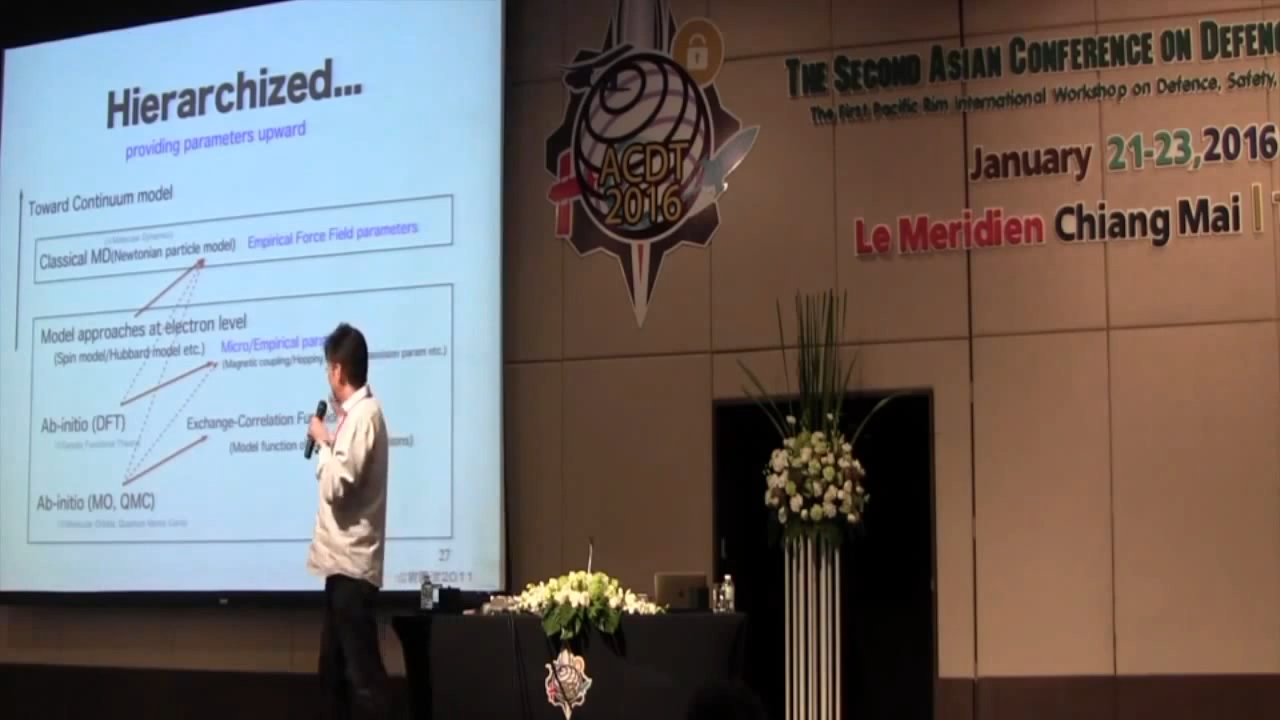 Hierarchized...
providing parameters upward
Toward Continuum model
Classical MD(Newtonian particle model)
Empirical Force Field parameters
Model approaches at electron level
(Spin model/Hubbard model etc.)
Micro/Empirical
(Magnetic coupling/Hopping param etc.)
Ab-initio (DFT)
Exchange-Correlation
(Model function
Ab-initio (MO, QMC)
27
2011
ACDT
2016
THE SECOND ASIAN CONFERENCE ON DEFEN
The First Pacific Rim International Workshop on Defence, Safety,
January 21-23,2016
Le Meridien Chiang Mai |